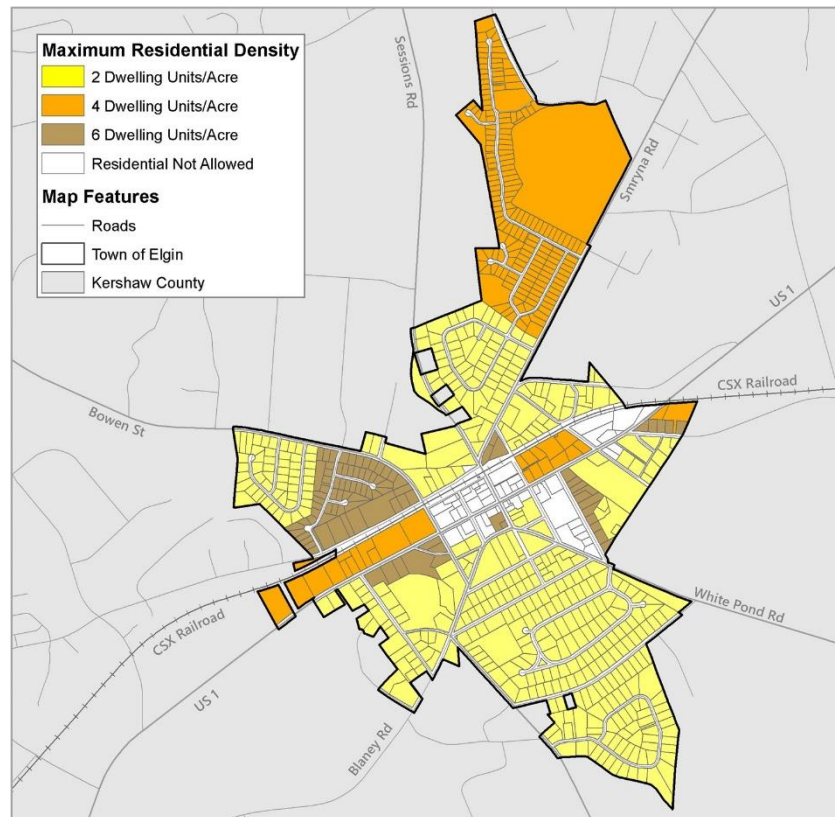 Maximum Residential Density
2 Dwelling Units/Acre
4 Dwelling Units/Acre
6 Dwelling Units/Acre
Residential Not Allowed
Map Features
Roads
Town of Elgin
Kershaw County
Sessions Rd
Smryna Rd
US 1
CSX Railroad
Bowen St
White Pond Rd
CSX Railroad
US 1
Blaney Rd